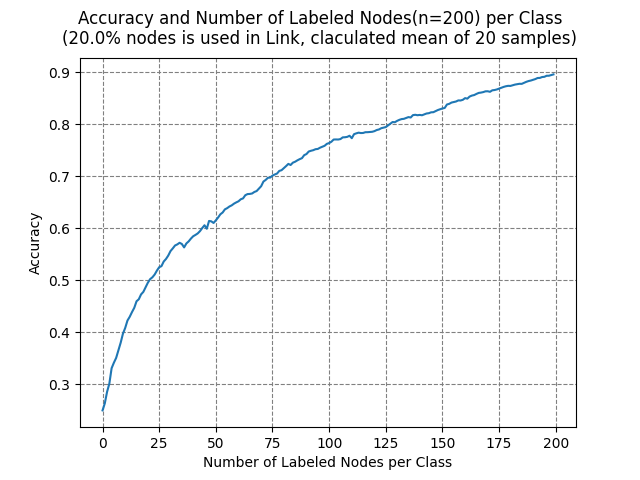 Accuracy and Number of Labeled Nodes(n=200) per Class
(20.0% nodes is used in Link, claculated mean of 20 samples)
0.9
0.8
0.7
0.6
0.5
0.4
0.3
Accuracy
0 25 50 75 100 125 150 175 200
Number of Labeled Nodes per Class